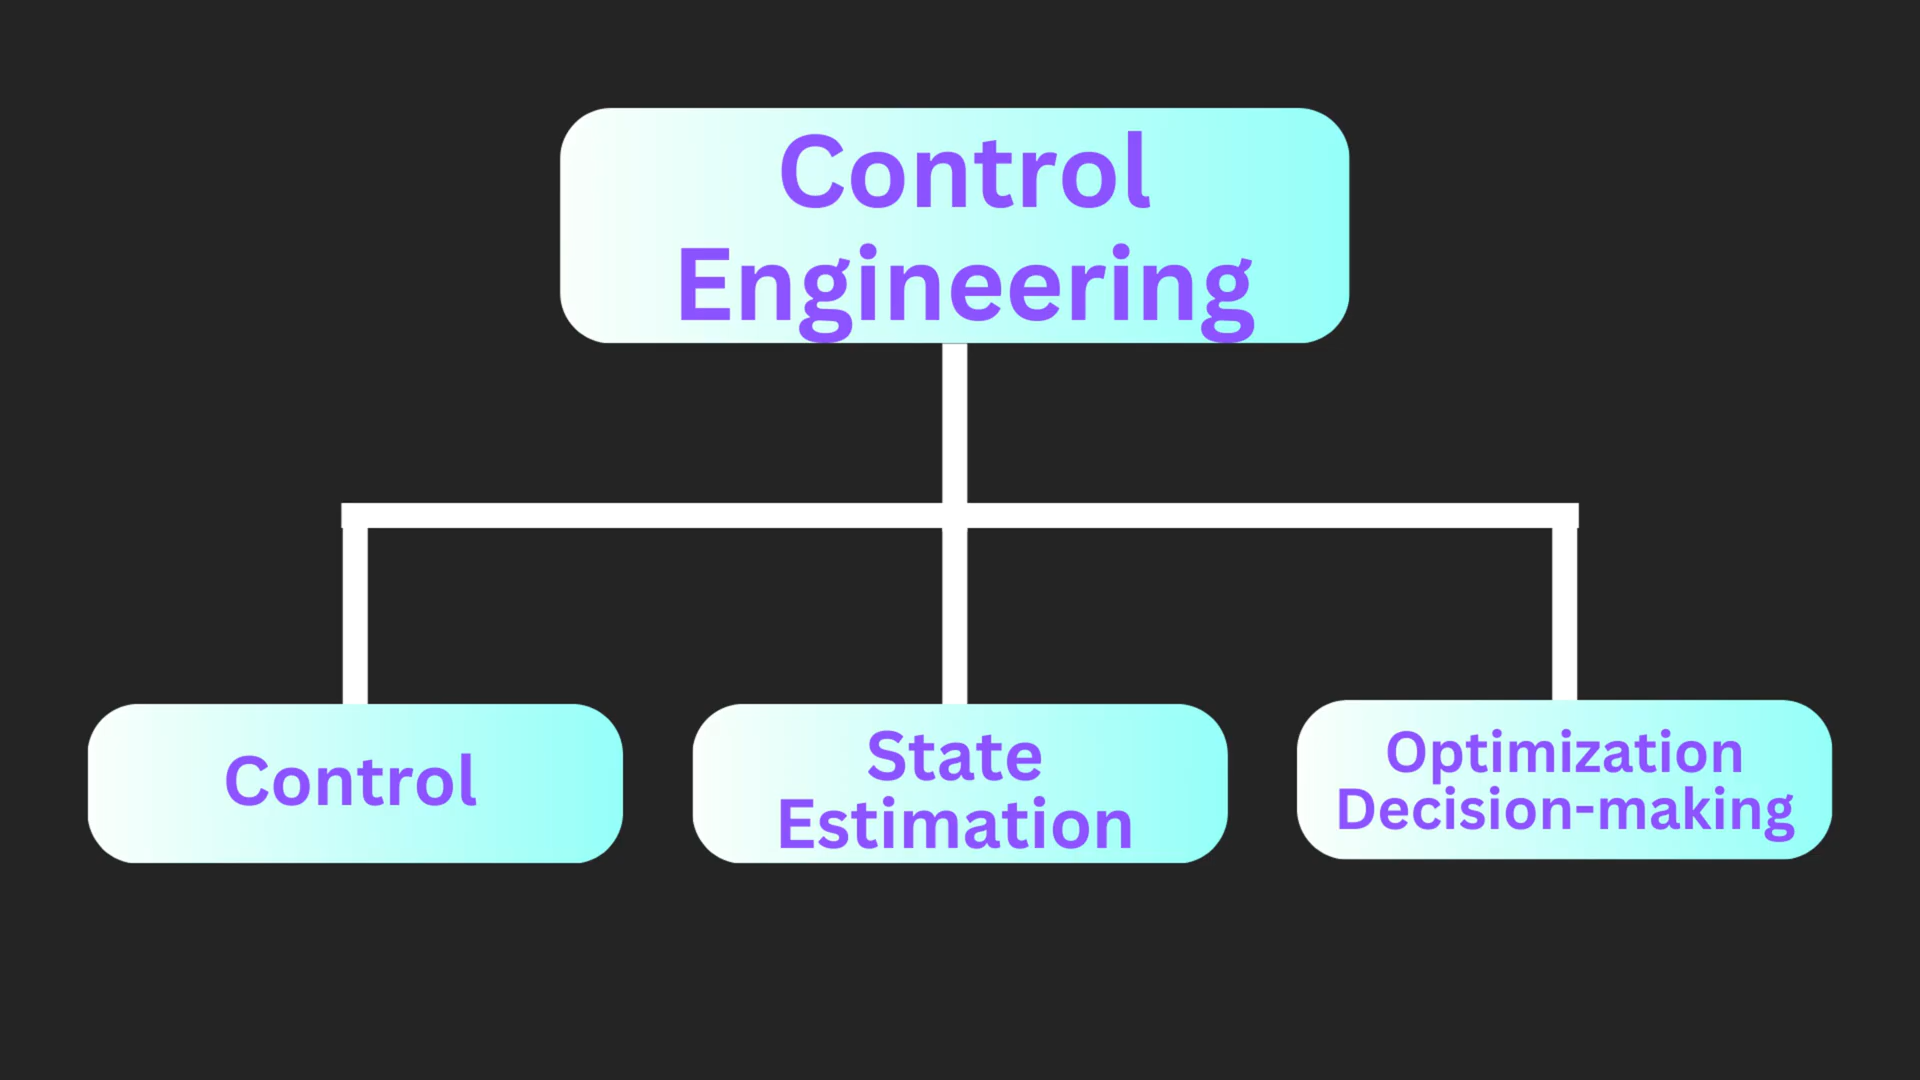 Control
Engineering
Control
State
Estimation
Optimization
Decision-making